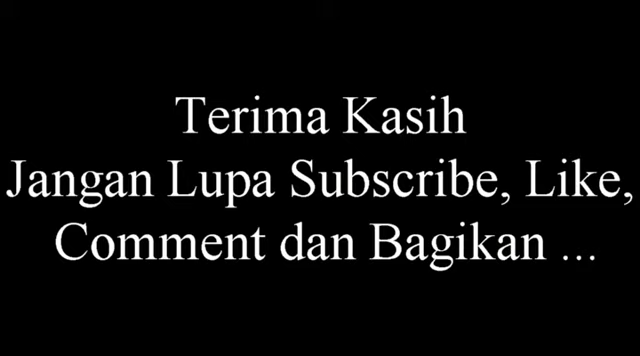 Terima Kasih
Jangan Lupa Subscribe, Like,
Comment dan Bagikan ...